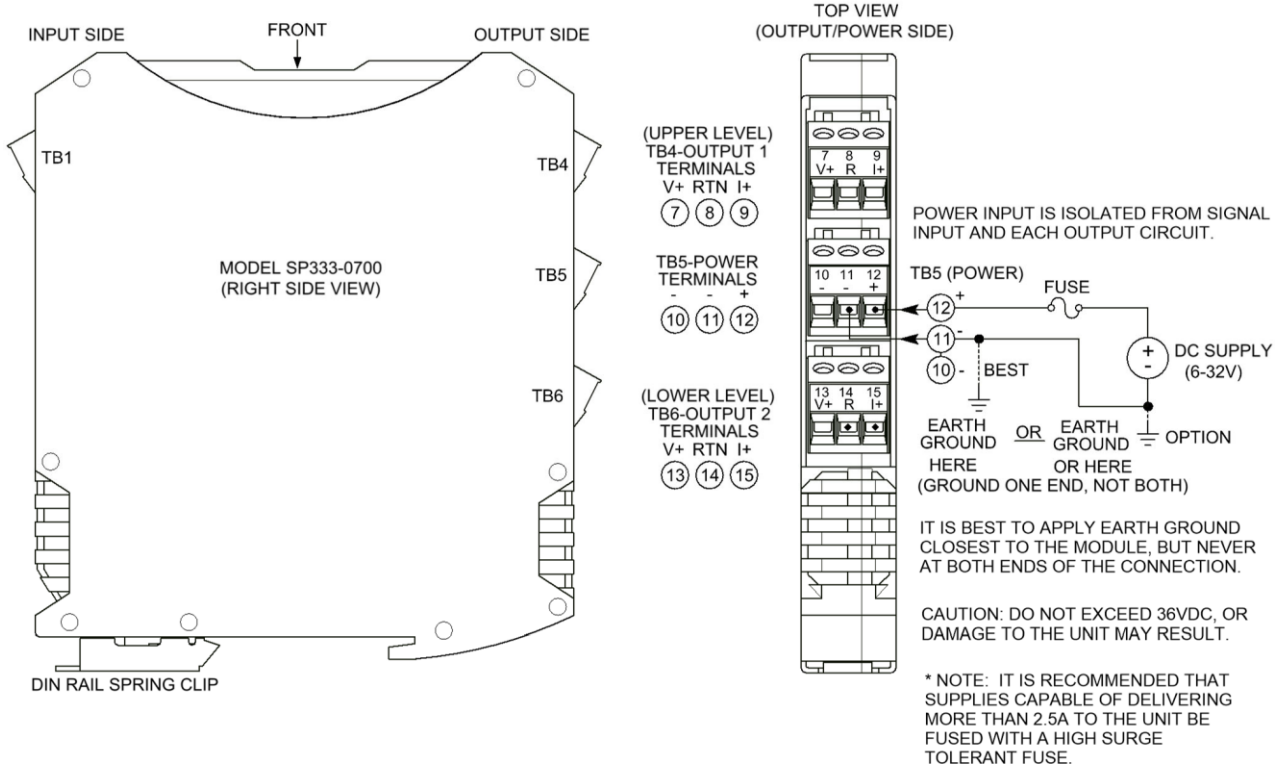 INPUT SIDE
FRONT
OUTPUT SIDE
TB1
TB4
TB5
TB6
MODEL SP333-0700
(RIGHT SIDE VIEW)
DIN RAIL SPRING CLIP
TOP VIEW
(OUTPUT/POWER SIDE)
(UPPER LEVEL)
TB4-OUTPUT 1
TERMINALS
V+ RTN I+
7 8 9
TB5-POWER
TERMINALS
- - +
10 11 12
(LOWER LEVEL)
TB6-OUTPUT 2
TERMINALS
V+ RTN I+
13 14 15
7 8 9
V+ R I+
10 11 12
- - +
13 14 15
V+ R I+
POWER INPUT IS ISOLATED FROM SIGNAL
INPUT AND EACH OUTPUT CIRCUIT.
TB5 (POWER)
FUSE
12 +
11 -
10 -
BEST
+
-
DC SUPPLY
(6-32V)
EARTH
GROUND
HERE
OR
EARTH
GROUND
OR HERE
OPTION
(GROUND ONE END, NOT BOTH)
IT IS BEST TO APPLY EARTH GROUND
CLOSEST TO THE MODULE, BUT NEVER
AT BOTH ENDS OF THE CONNECTION.
CAUTION: DO NOT EXCEED 36VDC, OR
DAMAGE TO THE UNIT MAY RESULT.
* NOTE: IT IS RECOMMENDED THAT
SUPPLIES CAPABLE OF DELIVERING
MORE THAN 2.5A TO THE UNIT BE
FUSED WITH A HIGH SURGE
TOLERANT FUSE.